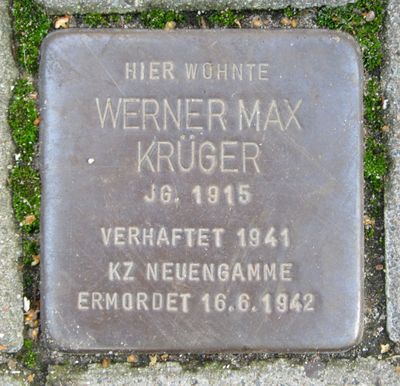 HIER WOHNTE
WERNER MAX
KRÜGER
JG. 1915
VERHAFTET 1941
KZ NEUENGAMME
ERMORDET 16.6.1942